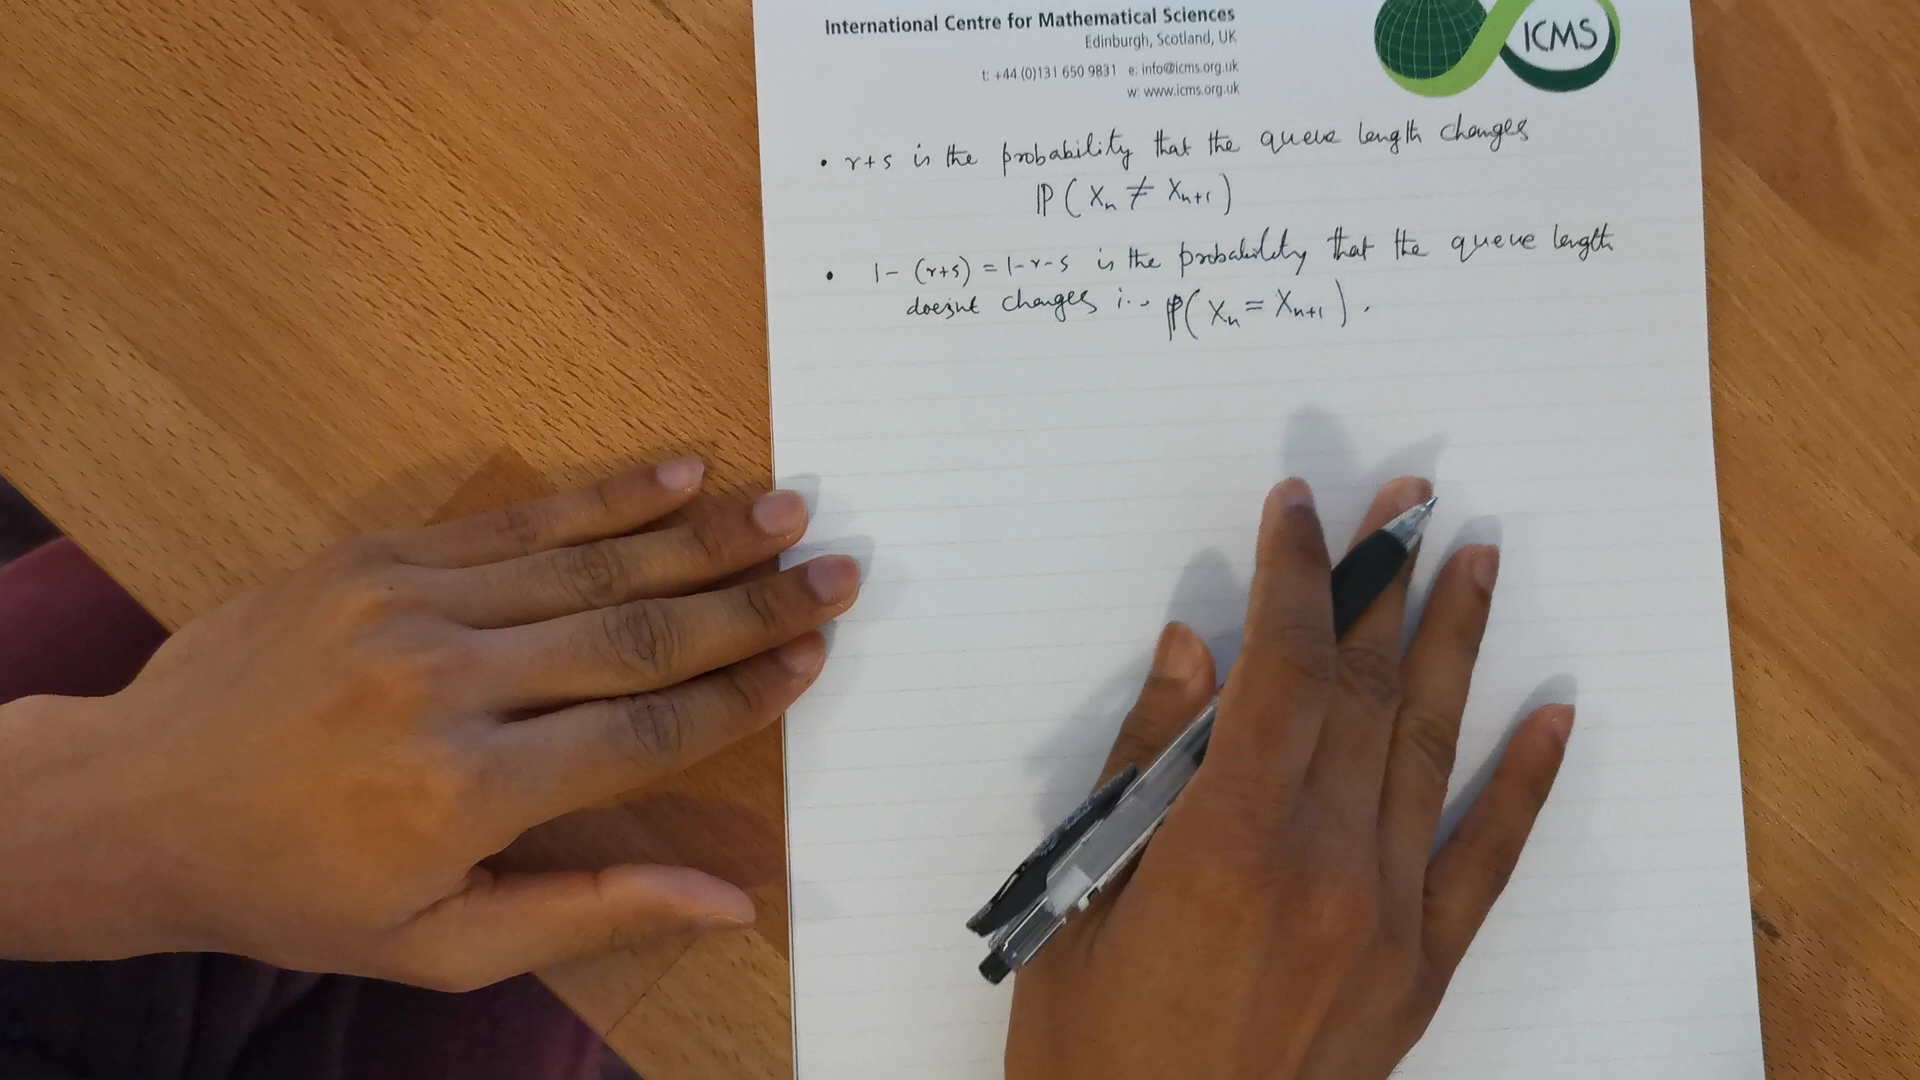 International Centre for Mathematical Sciences
Edinburgh, Scotland, UK
t: +44 (0)131 650 9831 e: info@icms.org.uk
w: www.icms.org.uk
ICMS
• r+s is the probability that the queue length changes
ℙ ( Xₙ ≠ Xₙ₊₁ )
• 1 - (r+s) = 1-r-s is the probability that the queue length
doesnt changes i.e ℙ( Xₙ = Xₙ₊₁ ) .